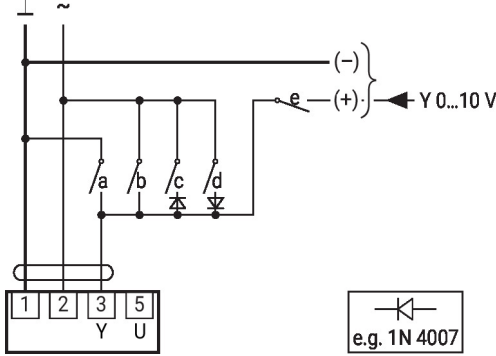 ⊥ ~
(−)
e (+) Y 0...10 V
a b c d
1 2 3 5
Y U
e.g. 1N 4007